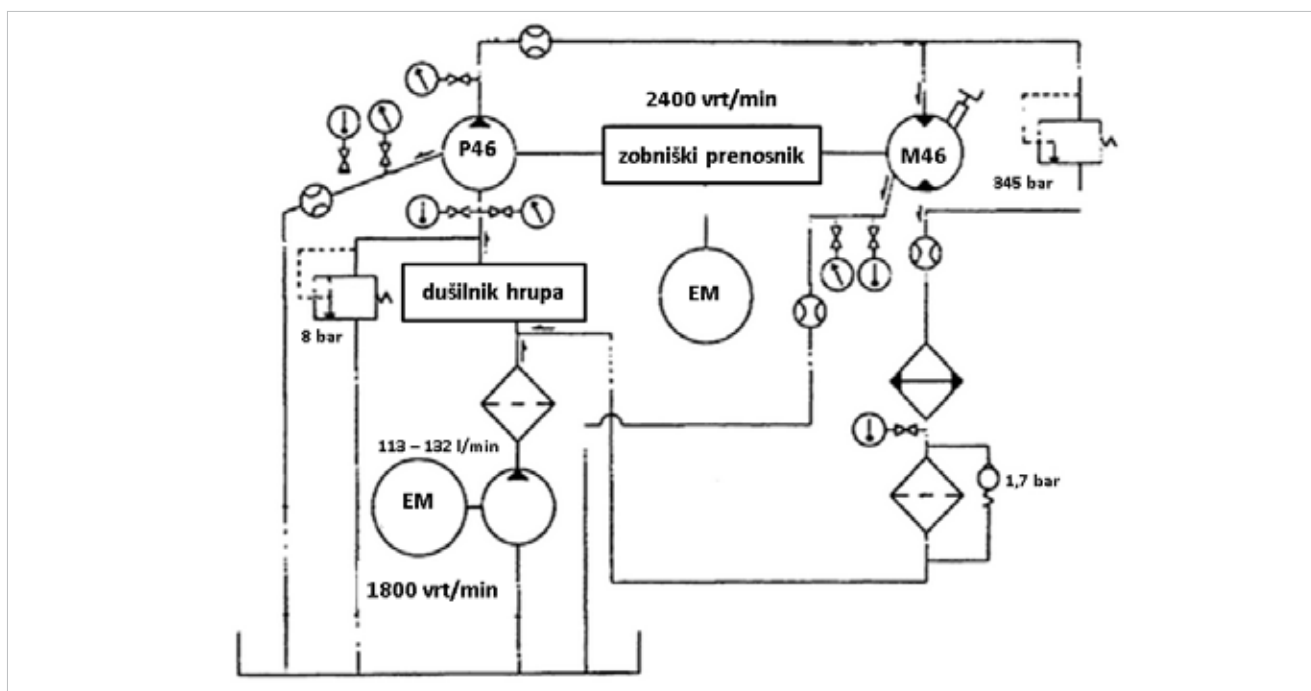 2400 vrt/min
P46
zobniški prenosnik
M46
345 bar
EM
dušilnik hrupa
8 bar
113 – 132 l/min
EM
1,7 bar
1800 vrt/min